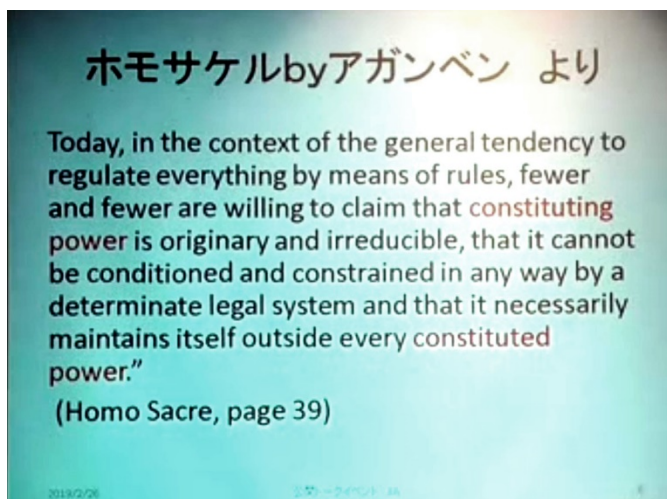 ホモサケルbyアガンベン より
Today, in the context of the general tendency to
regulate everything by means of rules, fewer
and fewer are willing to claim that constituting
power is originary and irreducible, that it cannot
be conditioned and constrained in any way by a
determinate legal system and that it necessarily
maintains itself outside every constituted
power.”
(Homo Sacre, page 39)